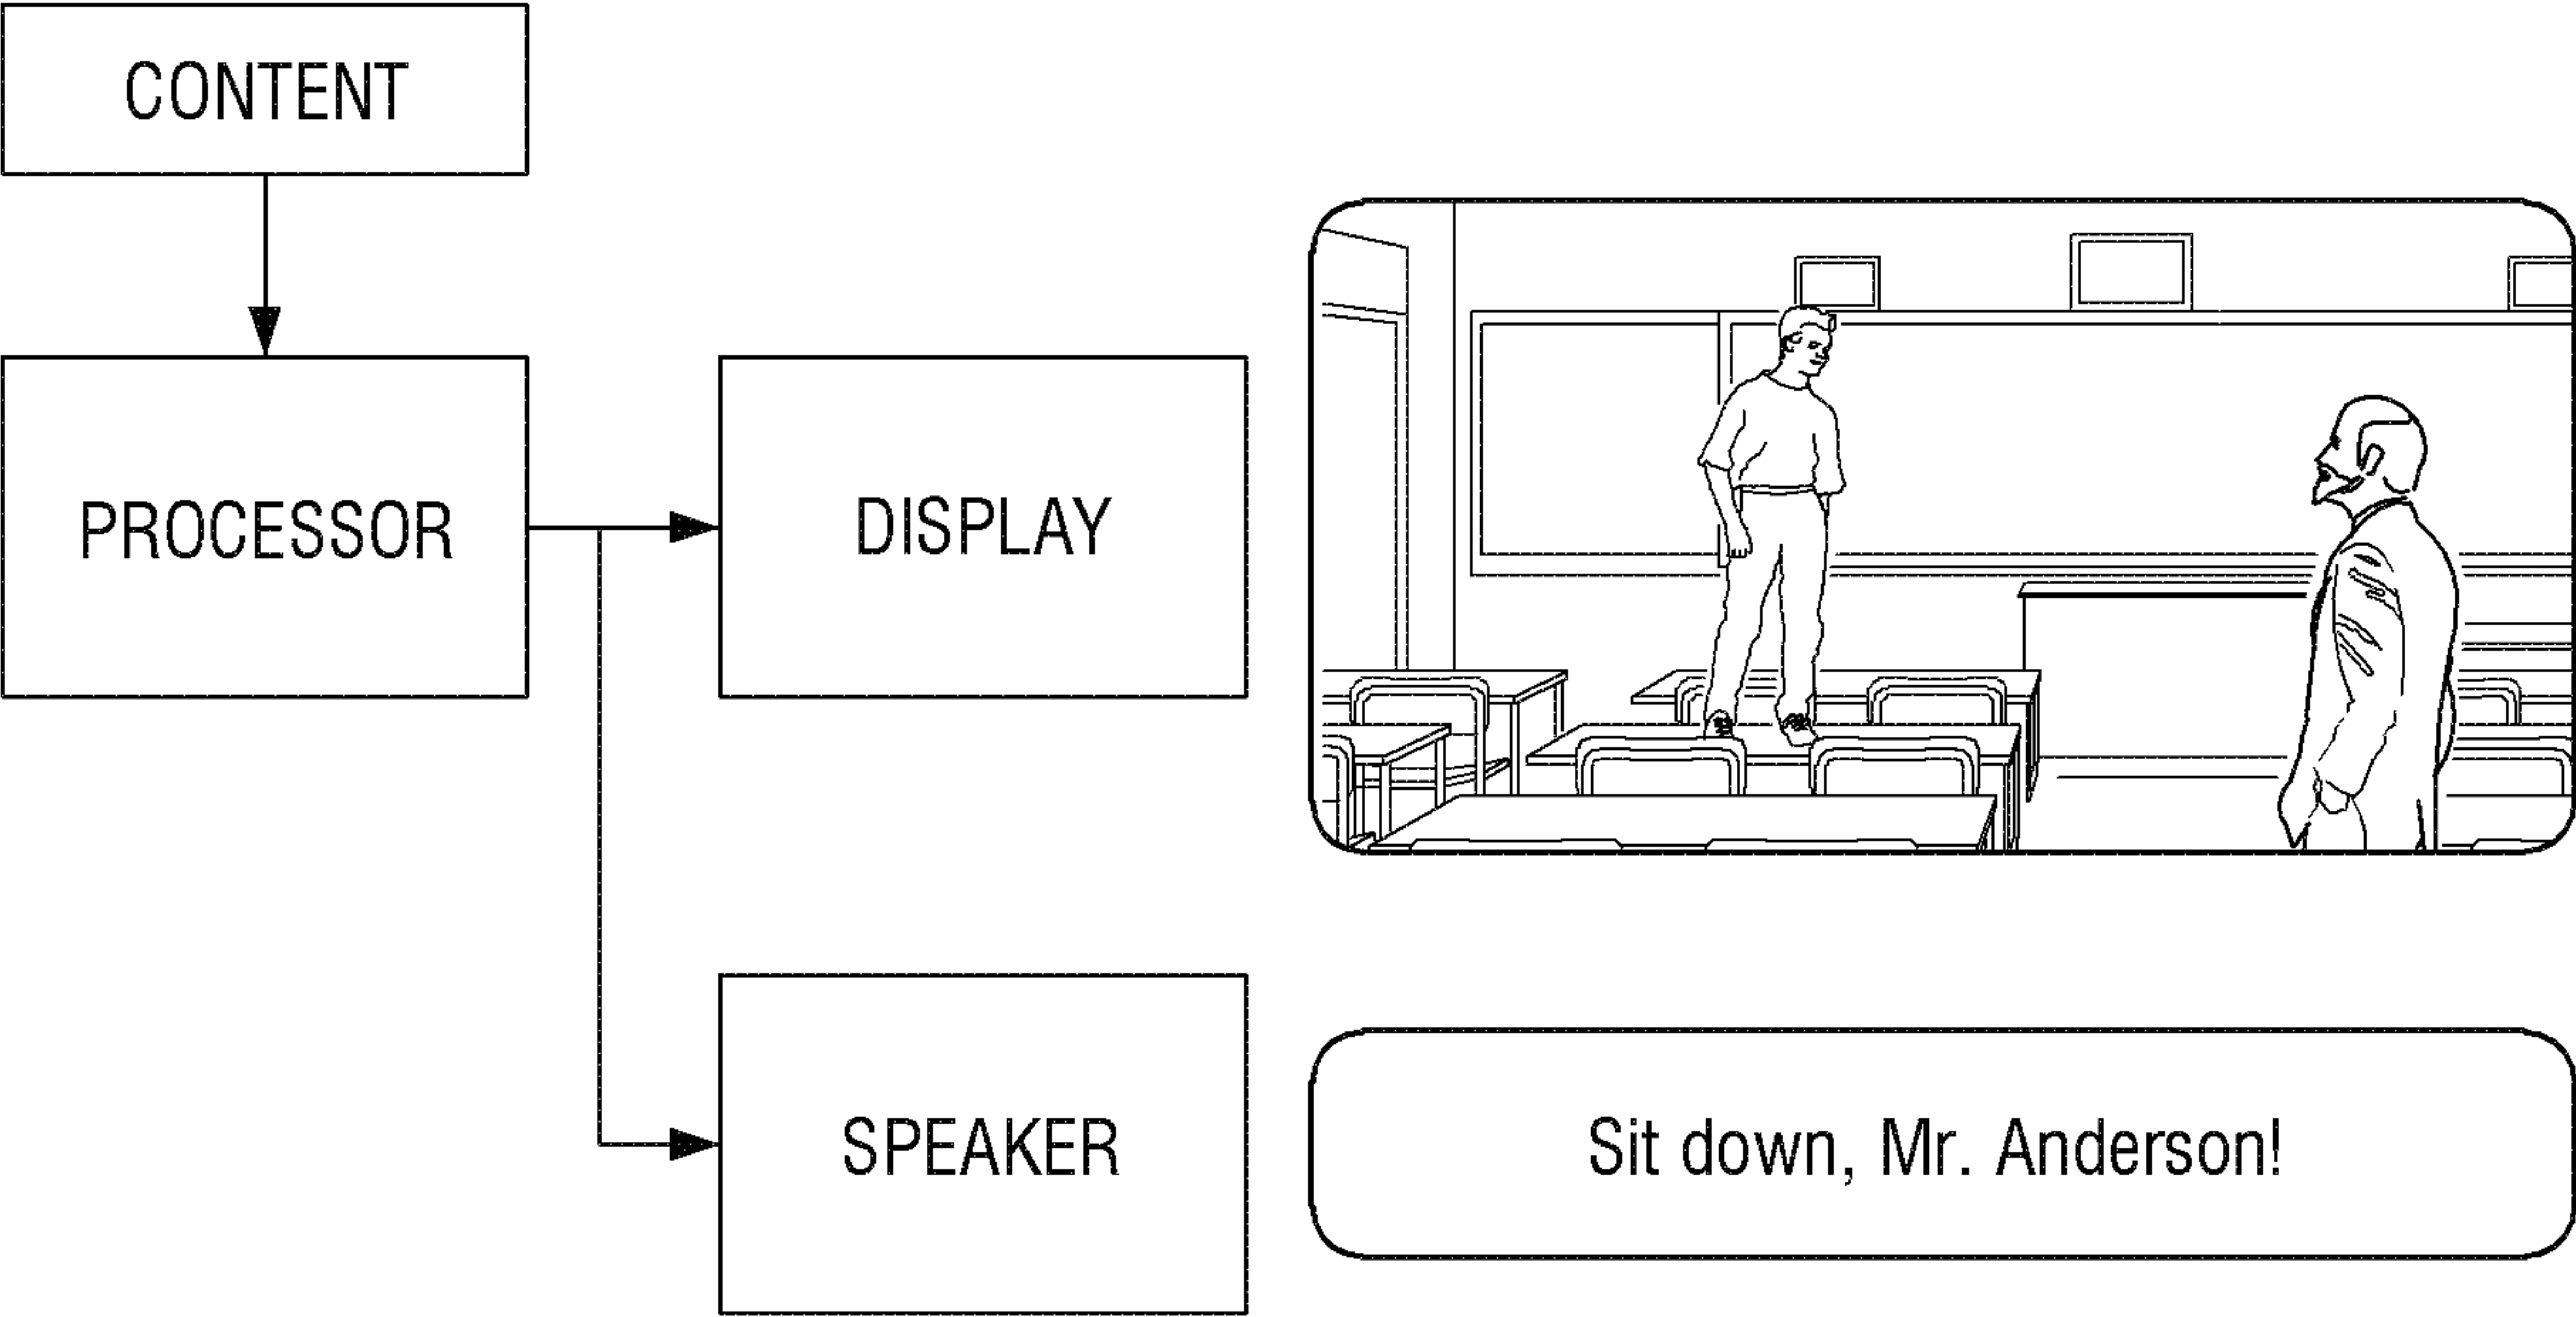 CONTENT
PROCESSOR
DISPLAY
SPEAKER
Sit down, Mr. Anderson!